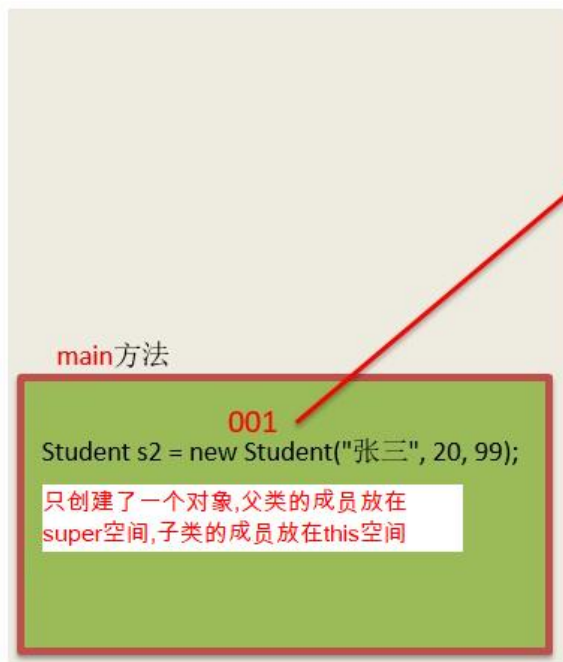 main方法
001
Student s2 = new Student("张三", 20, 99);
只创建了一个对象,父类的成员放在
super空间,子类的成员放在this空间